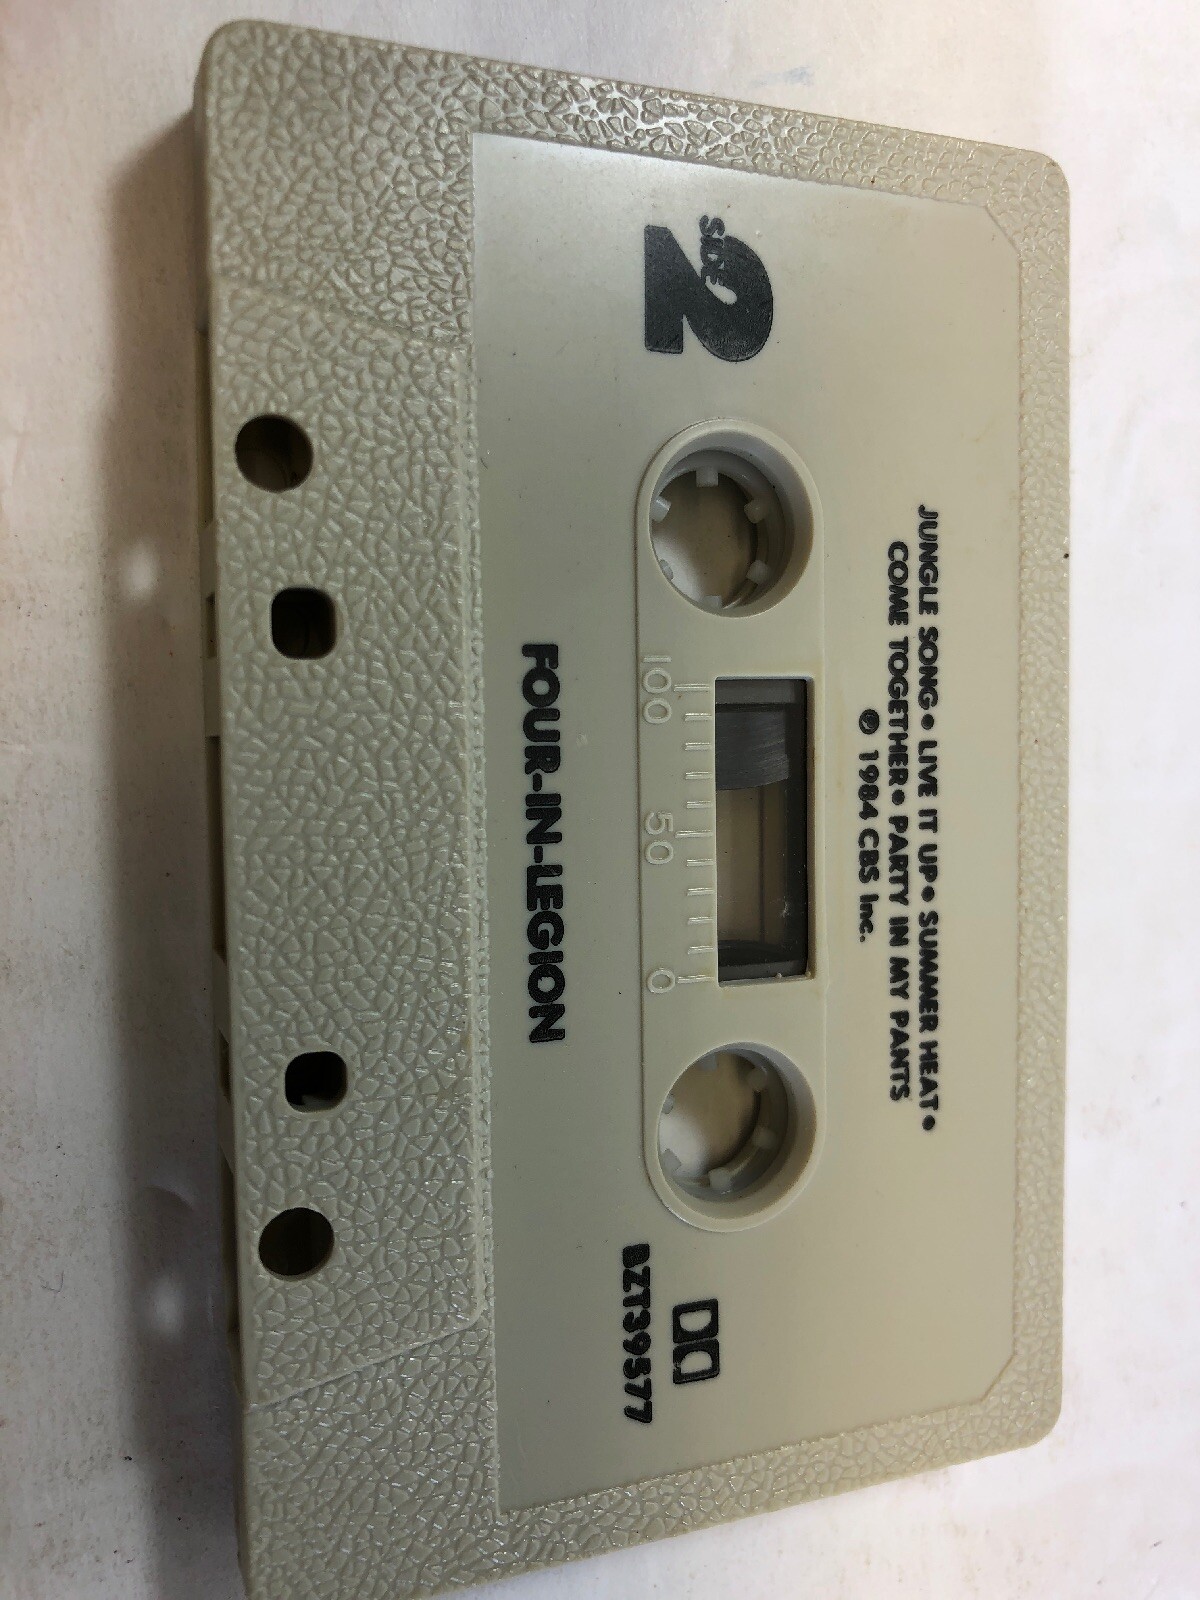 JUNGLE SONG • LIVE IT UP • SUMMER HEAT •
COME TOGETHER • PARTY IN MY PANTS
℗ 1984 CBS Inc.
SIDE
2
100 50 0
BZT39577
FOUR-IN-LEGION